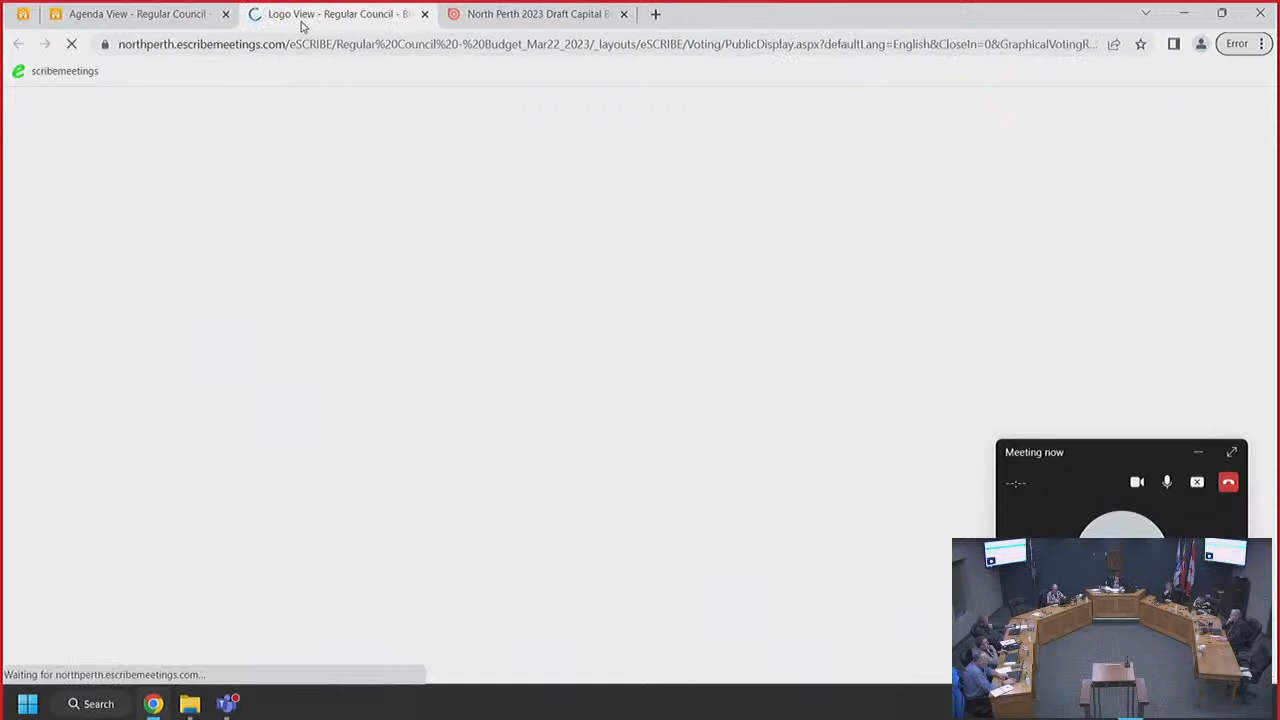 Agenda View - Regular Council -
Logo View - Regular Council - B
North Perth 2023 Draft Capital B
northperth.escribemeetings.com/eSCRIBE/Regular%20Council%20-%20Budget_Mar22_2023/_layouts/eSCRIBE/Voting/PublicDisplay.aspx?defaultLang=English&CloseIn=0&GraphicalVotingR...
Error
scribemeetings
Meeting now
--:--
Waiting for northperth.escribemeetings.com...
Search